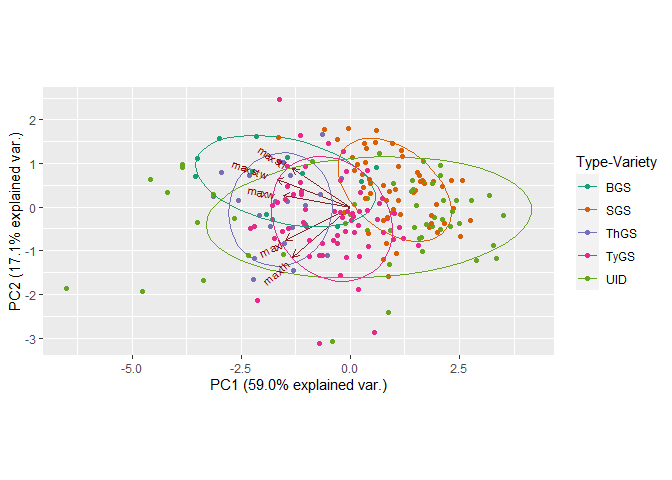 PC2 (17.1% explained var.)
2
1
0
-1
-2
-3
-5.0
-2.5
0.0
2.5
PC1 (59.0% explained var.)
maxw
Type-Variety
BGS
SGS
ThGS
TyGS
UID